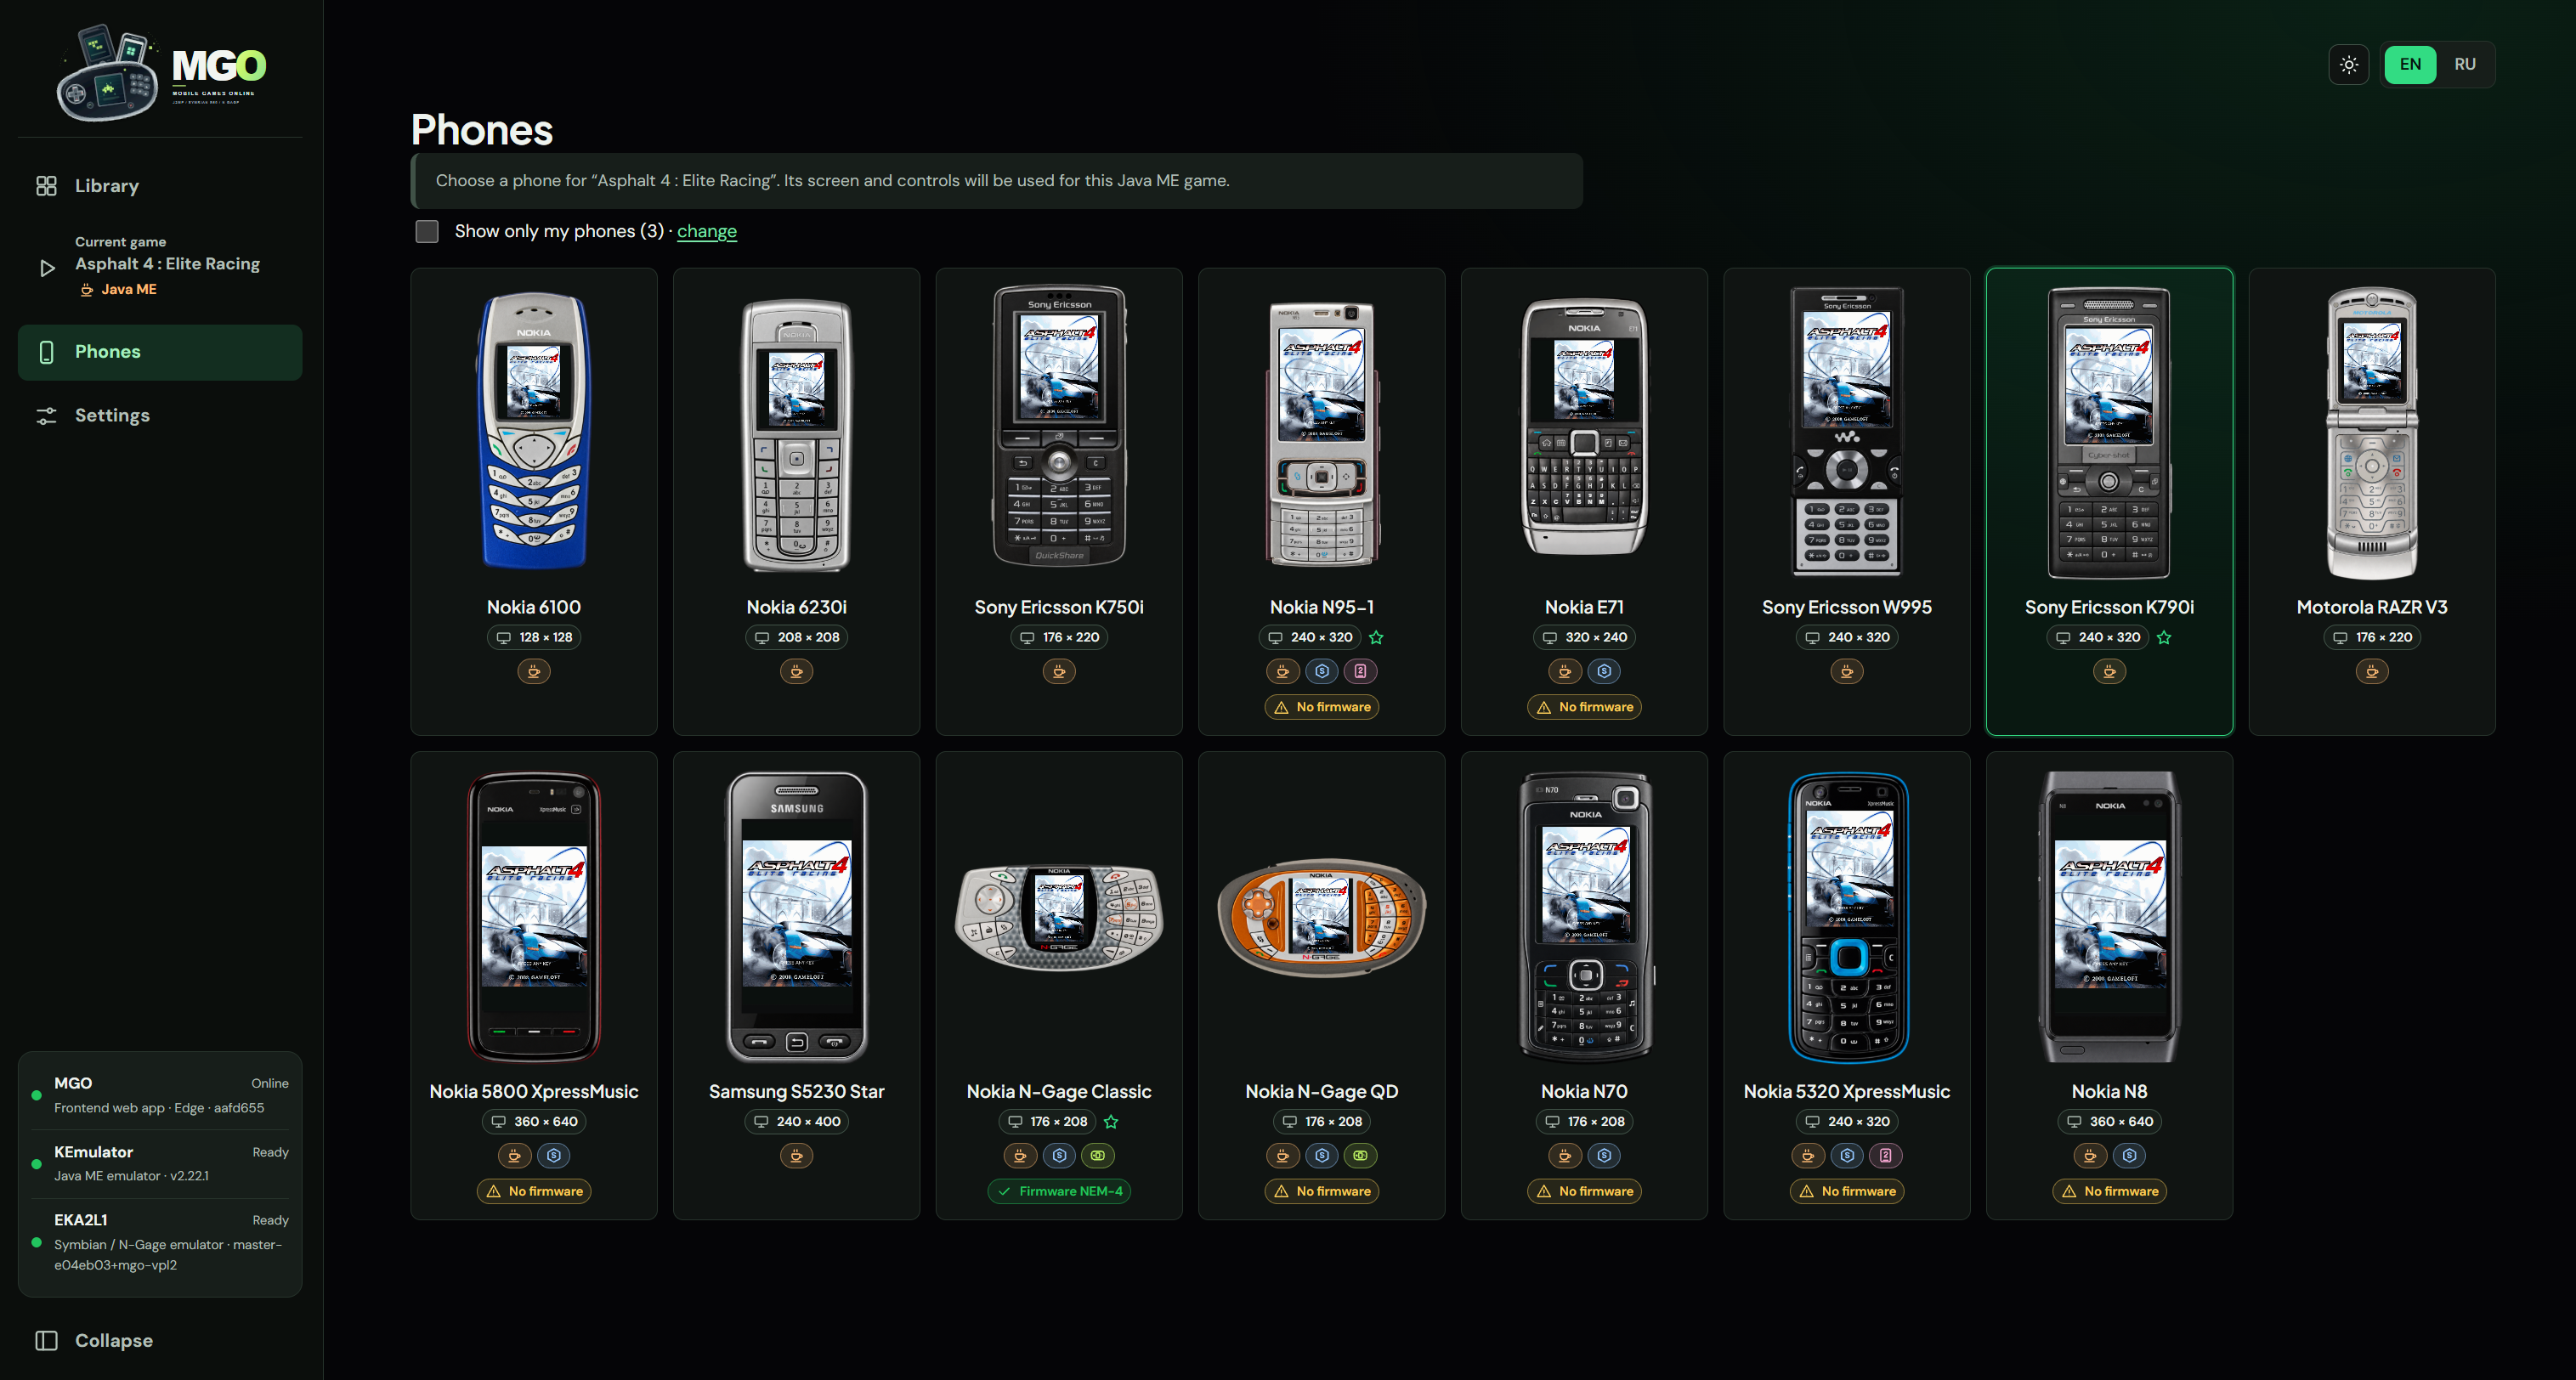 MGO
MOBILE GAMES ONLINE
EN
RU
Library
Current game
Asphalt 4 : Elite Racing
Java ME
Phones
Settings
Phones
Choose a phone for “Asphalt 4 : Elite Racing”. Its screen and controls will be used for this Java ME game.
Show only my phones (3) · change
Nokia 6100
128 × 128
Nokia 6230i
208 × 208
Sony Ericsson K750i
176 × 220
Nokia N95-1
240 × 320
No firmware
Nokia E71
320 × 240
No firmware
Sony Ericsson W995
240 × 320
Sony Ericsson K790i
240 × 320
Motorola RAZR V3
176 × 220
Nokia 5800 XpressMusic
360 × 640
No firmware
Samsung S5230 Star
240 × 400
Nokia N-Gage Classic
176 × 208
Firmware NEM-4
Nokia N-Gage QD
176 × 208
No firmware
Nokia N70
176 × 208
No firmware
Nokia 5320 XpressMusic
240 × 320
No firmware
Nokia N8
360 × 640
No firmware
MGO
Online
Frontend web app · Edge · aafd655
KEmulator
Ready
Java ME emulator · v2.22.1
EKA2L1
Ready
Symbian / N-Gage emulator · master-
e04eb03+mgo-vpl2
Collapse